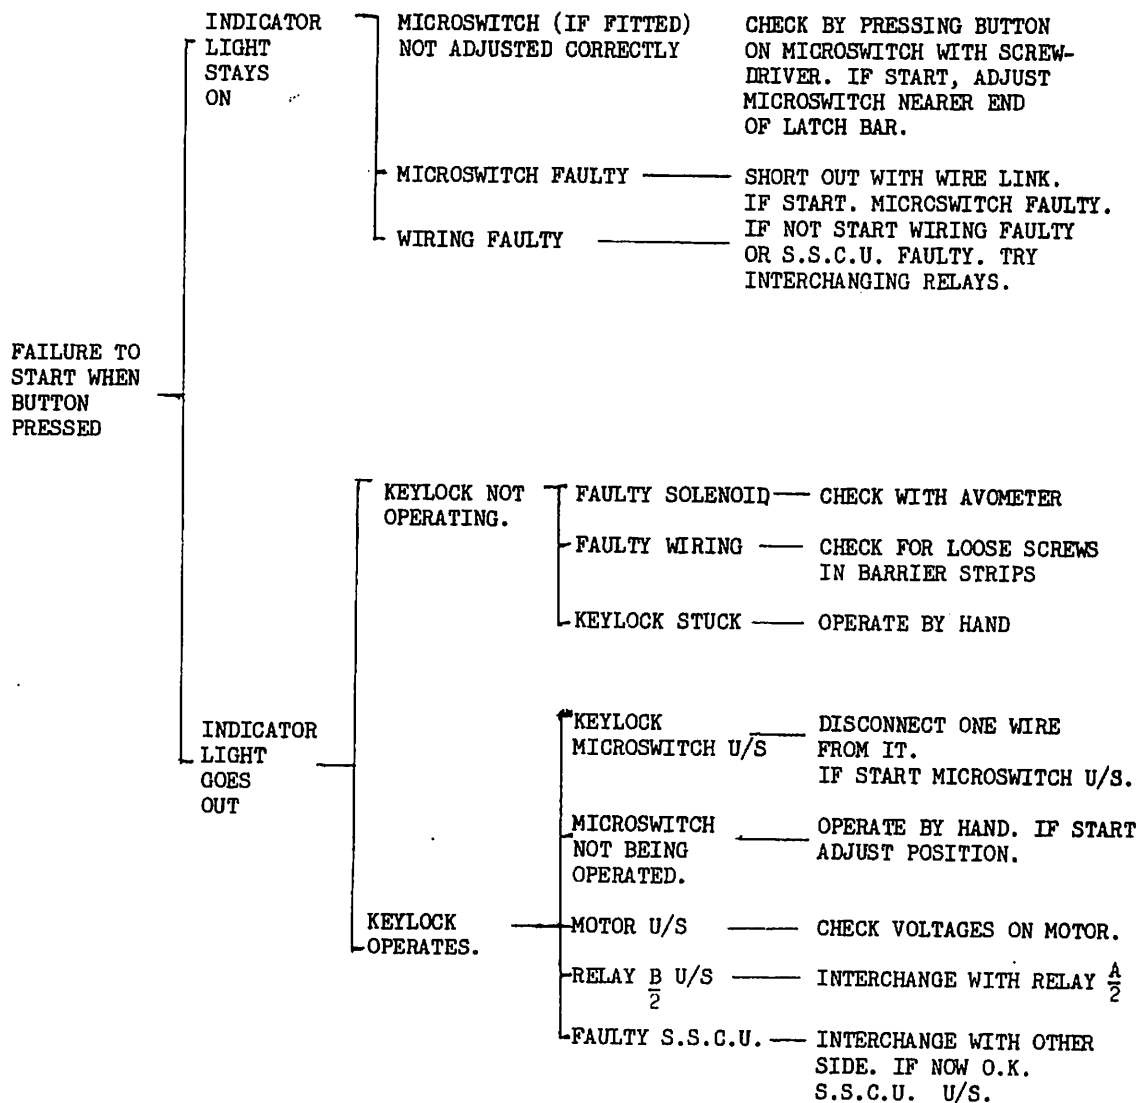 INDICATOR
LIGHT
STAYS
ON
MICROSWITCH (IF FITTED)
NOT ADJUSTED CORRECTLY
CHECK BY PRESSING BUTTON
ON MICROSWITCH WITH SCREW-
DRIVER. IF START, ADJUST
MICROSWITCH NEARER END
OF LATCH BAR.
MICROSWITCH FAULTY
SHORT OUT WITH WIRE LINK.
IF START. MICROSWITCH FAULTY.
IF NOT START WIRING FAULTY
OR S.S.C.U. FAULTY. TRY
INTERCHANGING RELAYS.
WIRING FAULTY
FAILURE TO
START WHEN
BUTTON
PRESSED
KEYLOCK NOT
OPERATING.
FAULTY SOLENOID
CHECK WITH AVOMETER
FAULTY WIRING
CHECK FOR LOOSE SCREWS
IN BARRIER STRIPS
KEYLOCK STUCK
OPERATE BY HAND
INDICATOR
LIGHT
GOES
OUT
KEYLOCK
MICROSWITCH U/S
DISCONNECT ONE WIRE
FROM IT.
IF START MICROSWITCH U/S.
MICROSWITCH
NOT BEING
OPERATED.
OPERATE BY HAND. IF START
ADJUST POSITION.
KEYLOCK
OPERATES.
MOTOR U/S
CHECK VOLTAGES ON MOTOR.
RELAY B/2 U/S
INTERCHANGE WITH RELAY A/2
FAULTY S.S.C.U.
INTERCHANGE WITH OTHER
SIDE. IF NOW O.K.
S.S.C.U. U/S.